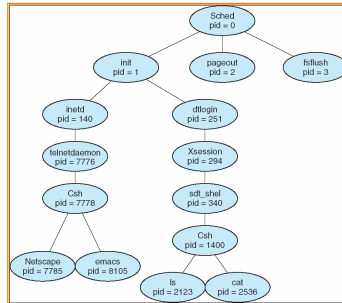 Sched
pid = 0
init
pid = 1
pageout
pid = 2
fsflush
pid = 3
inetd
pid = 140
dtlogin
pid = 251
telnetdaemon
pid = 7776
Xsession
pid = 294
Csh
pid = 7778
sdt_shel
pid = 340
Csh
pid = 1400
Netscape
pid = 7785
emacs
pid = 8105
ls
pid = 2123
cat
pid = 2536